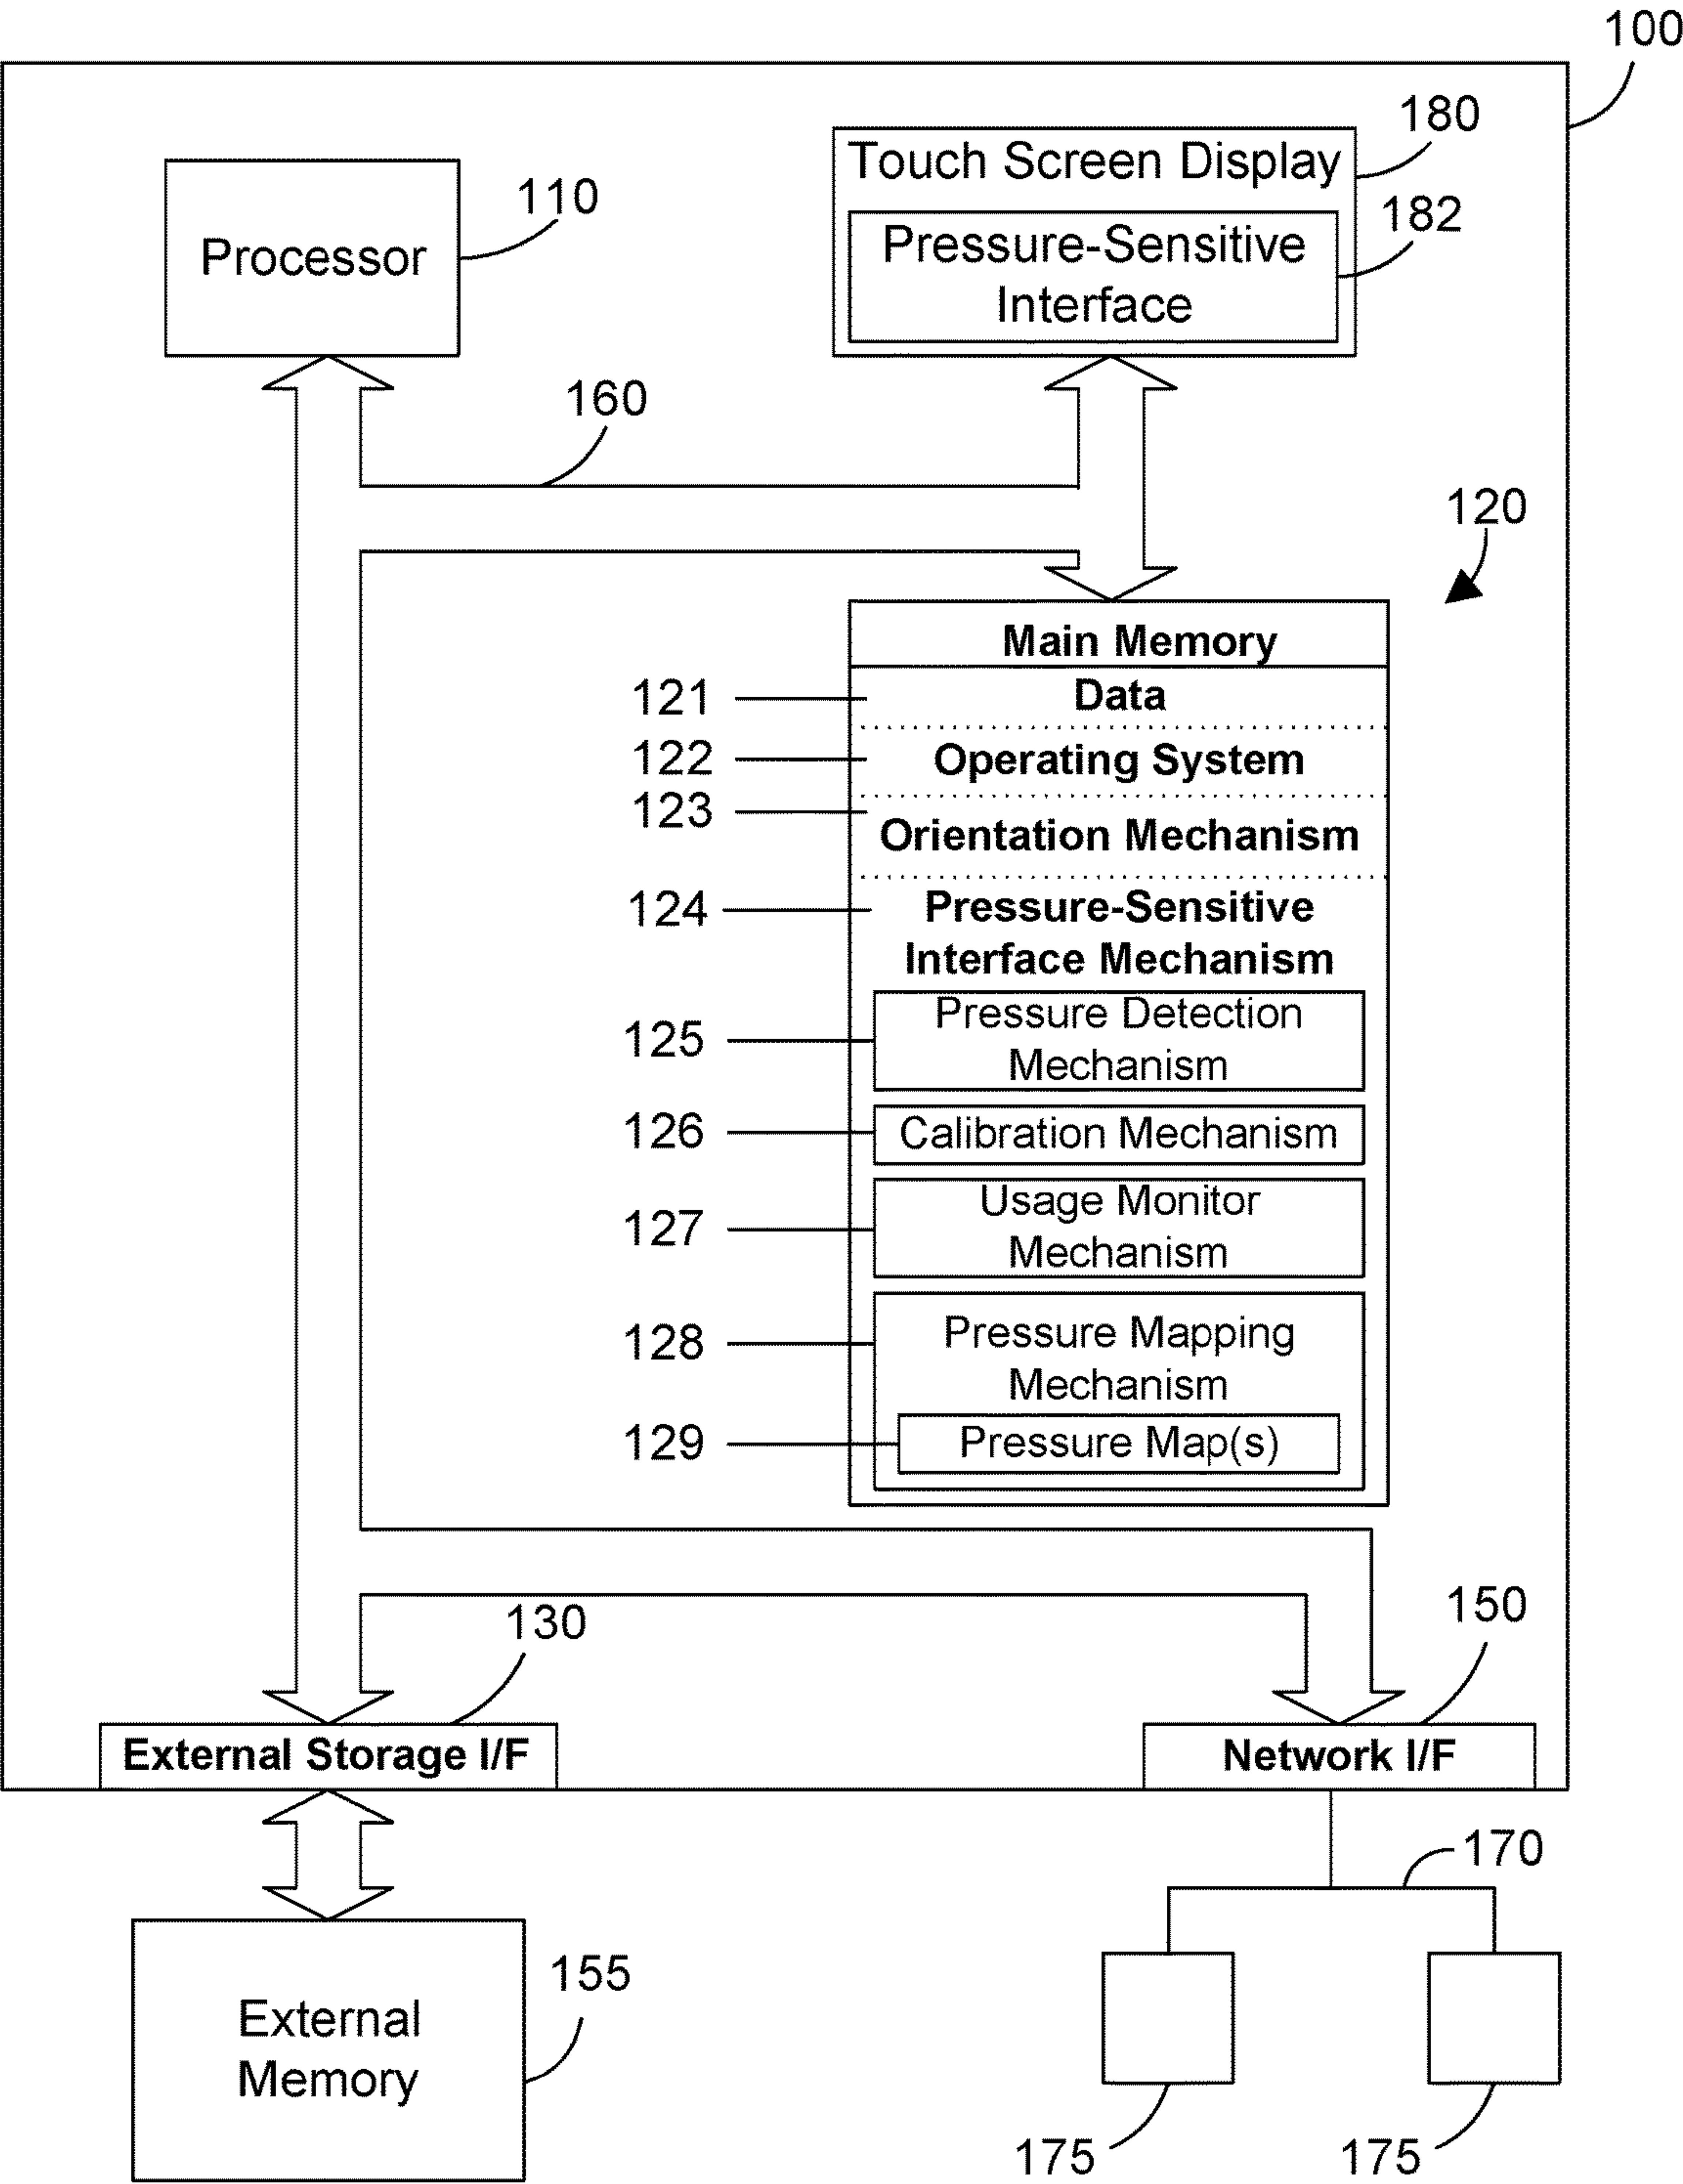 100
180
Touch Screen Display
110
182
Processor
Pressure-Sensitive
Interface
160
120
Main Memory
121
Data
122
Operating System
123
Orientation Mechanism
124
Pressure-Sensitive
Interface Mechanism
125
Pressure Detection
Mechanism
126
Calibration Mechanism
127
Usage Monitor
Mechanism
128
Pressure Mapping
Mechanism
129
Pressure Map(s)
130
150
External Storage I/F
Network I/F
170
155
External
Memory
175
175